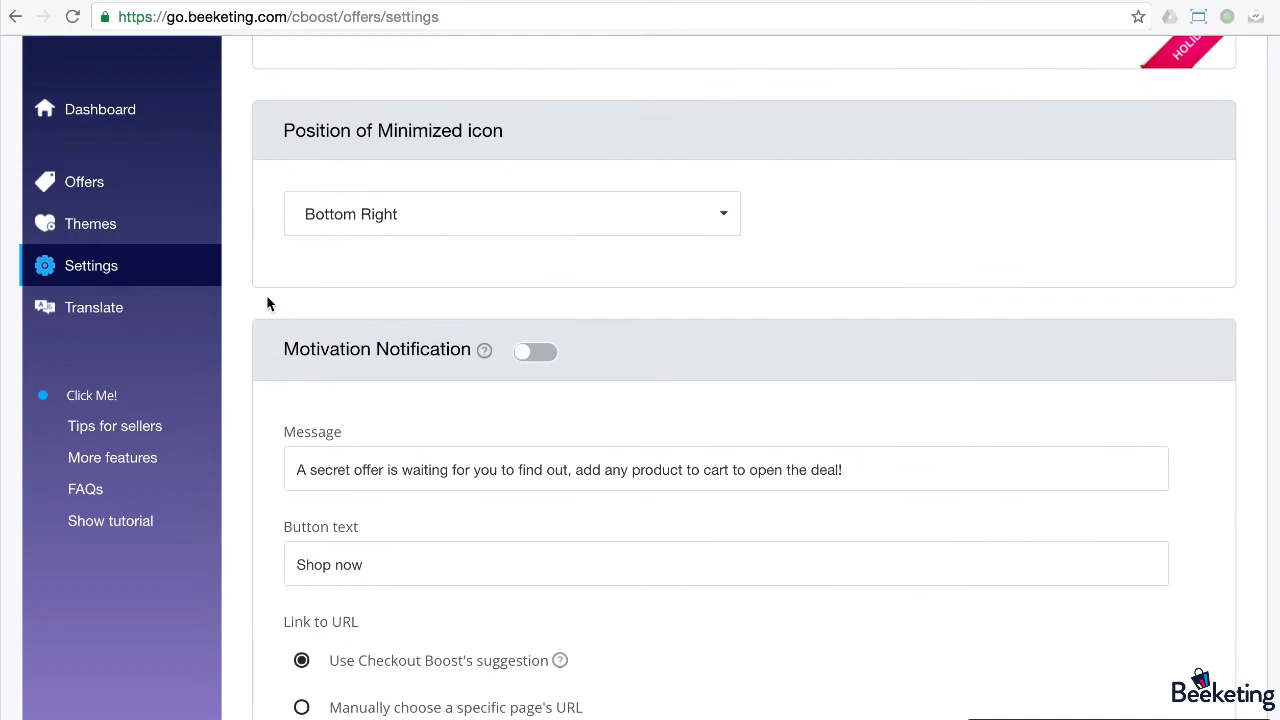 https://go.beeketing.com/cboost/offers/settings
HOLID
Dashboard
Position of Minimized icon
Offers
Bottom Right
Themes
Settings
Translate
Motivation Notification ?
Click Me!
Tips for sellers
Message
More features
A secret offer is waiting for you to find out, add any product to cart to open the deal!
FAQs
Show tutorial
Button text
Shop now
Link to URL
Use Checkout Boost's suggestion ?
Manually choose a specific page's URL
Beeketing